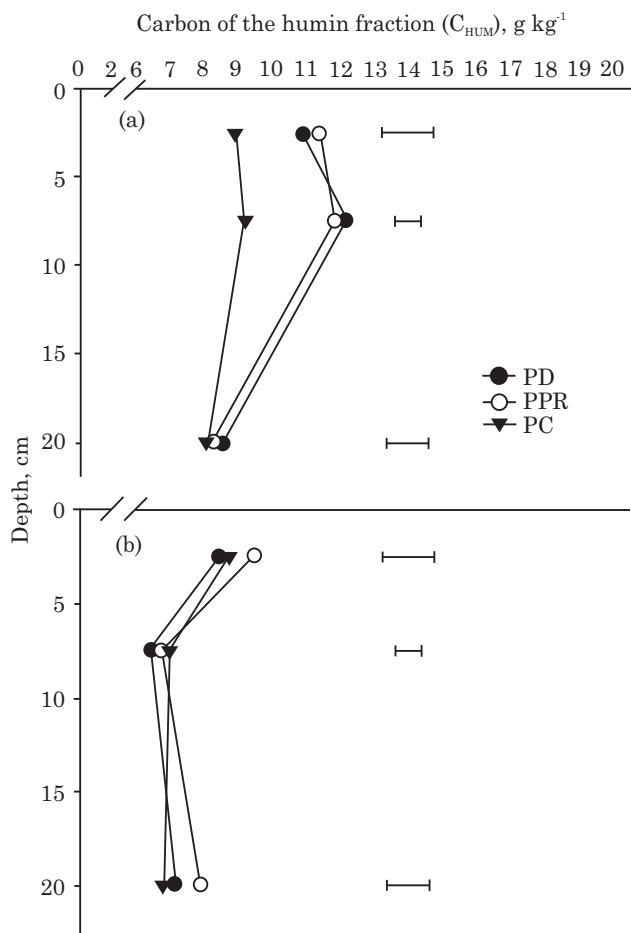 Carbon of the humin fraction (C_HUM), g kg⁻¹
0 2 6 7 8 9 10 11 12 13 14 15 16 17 18 19 20
0
(a)
5
10
15
20
PD
PPR
PC
Depth, cm
0
(b)
5
10
15
20